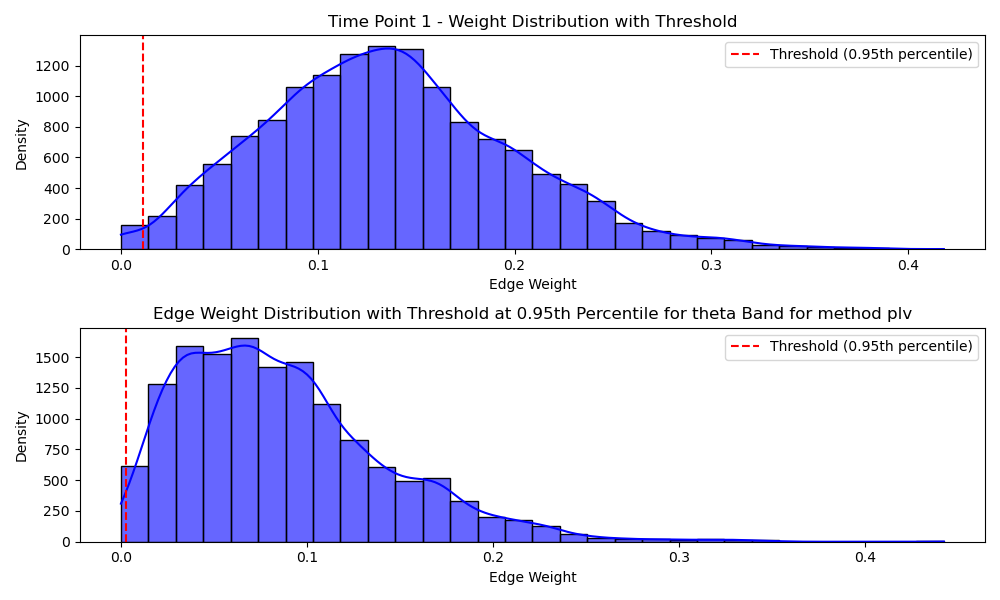 Time Point 1 - Weight Distribution with Threshold
Threshold (0.95th percentile)
Density
1200
1000
800
600
400
200
0
0.0 0.1 0.2 0.3 0.4
Edge Weight
Edge Weight Distribution with Threshold at 0.95th Percentile for theta Band for method plv
Threshold (0.95th percentile)
Density
1500
1250
1000
750
500
250
0
0.0 0.1 0.2 0.3 0.4
Edge Weight